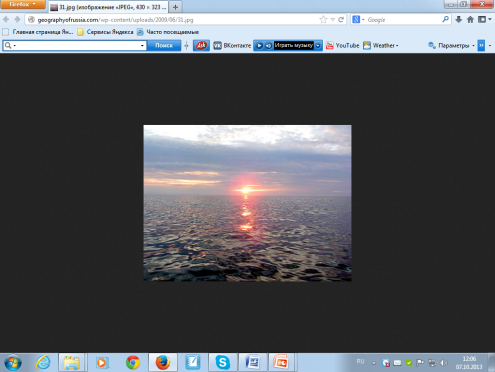 Firefox
31.jpg (изображение «JPEG», 430 × 323 ...
geographyofrussia.com/wp-content/uploads/2009/06/31.jpg
Google
Главная страница Ян... Сервисы Яндекса Часто посещаемые
Поиск Ask ВКонтакте Играть музыку YouTube Weather Параметры
RU 12:06
07.10.2013